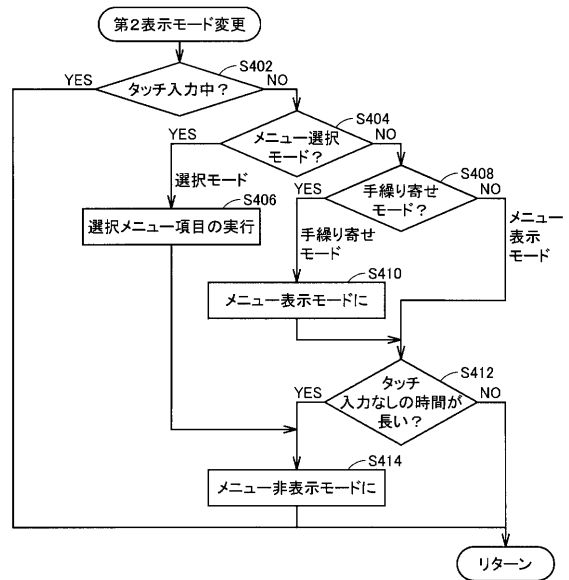 第2表示モード変更
S402
YES
タッチ入力中?
NO
S404
YES
メニュー選択
モード?
NO
選択モード
S406
選択メニュー項目の実行
S408
YES
手繰り寄せ
モード?
NO
手繰り寄せ
モード
メニュー
表示
モード
S410
メニュー表示モードに
S412
YES
タッチ
入力なしの時間が
長い?
NO
S414
メニュー非表示モードに
リターン